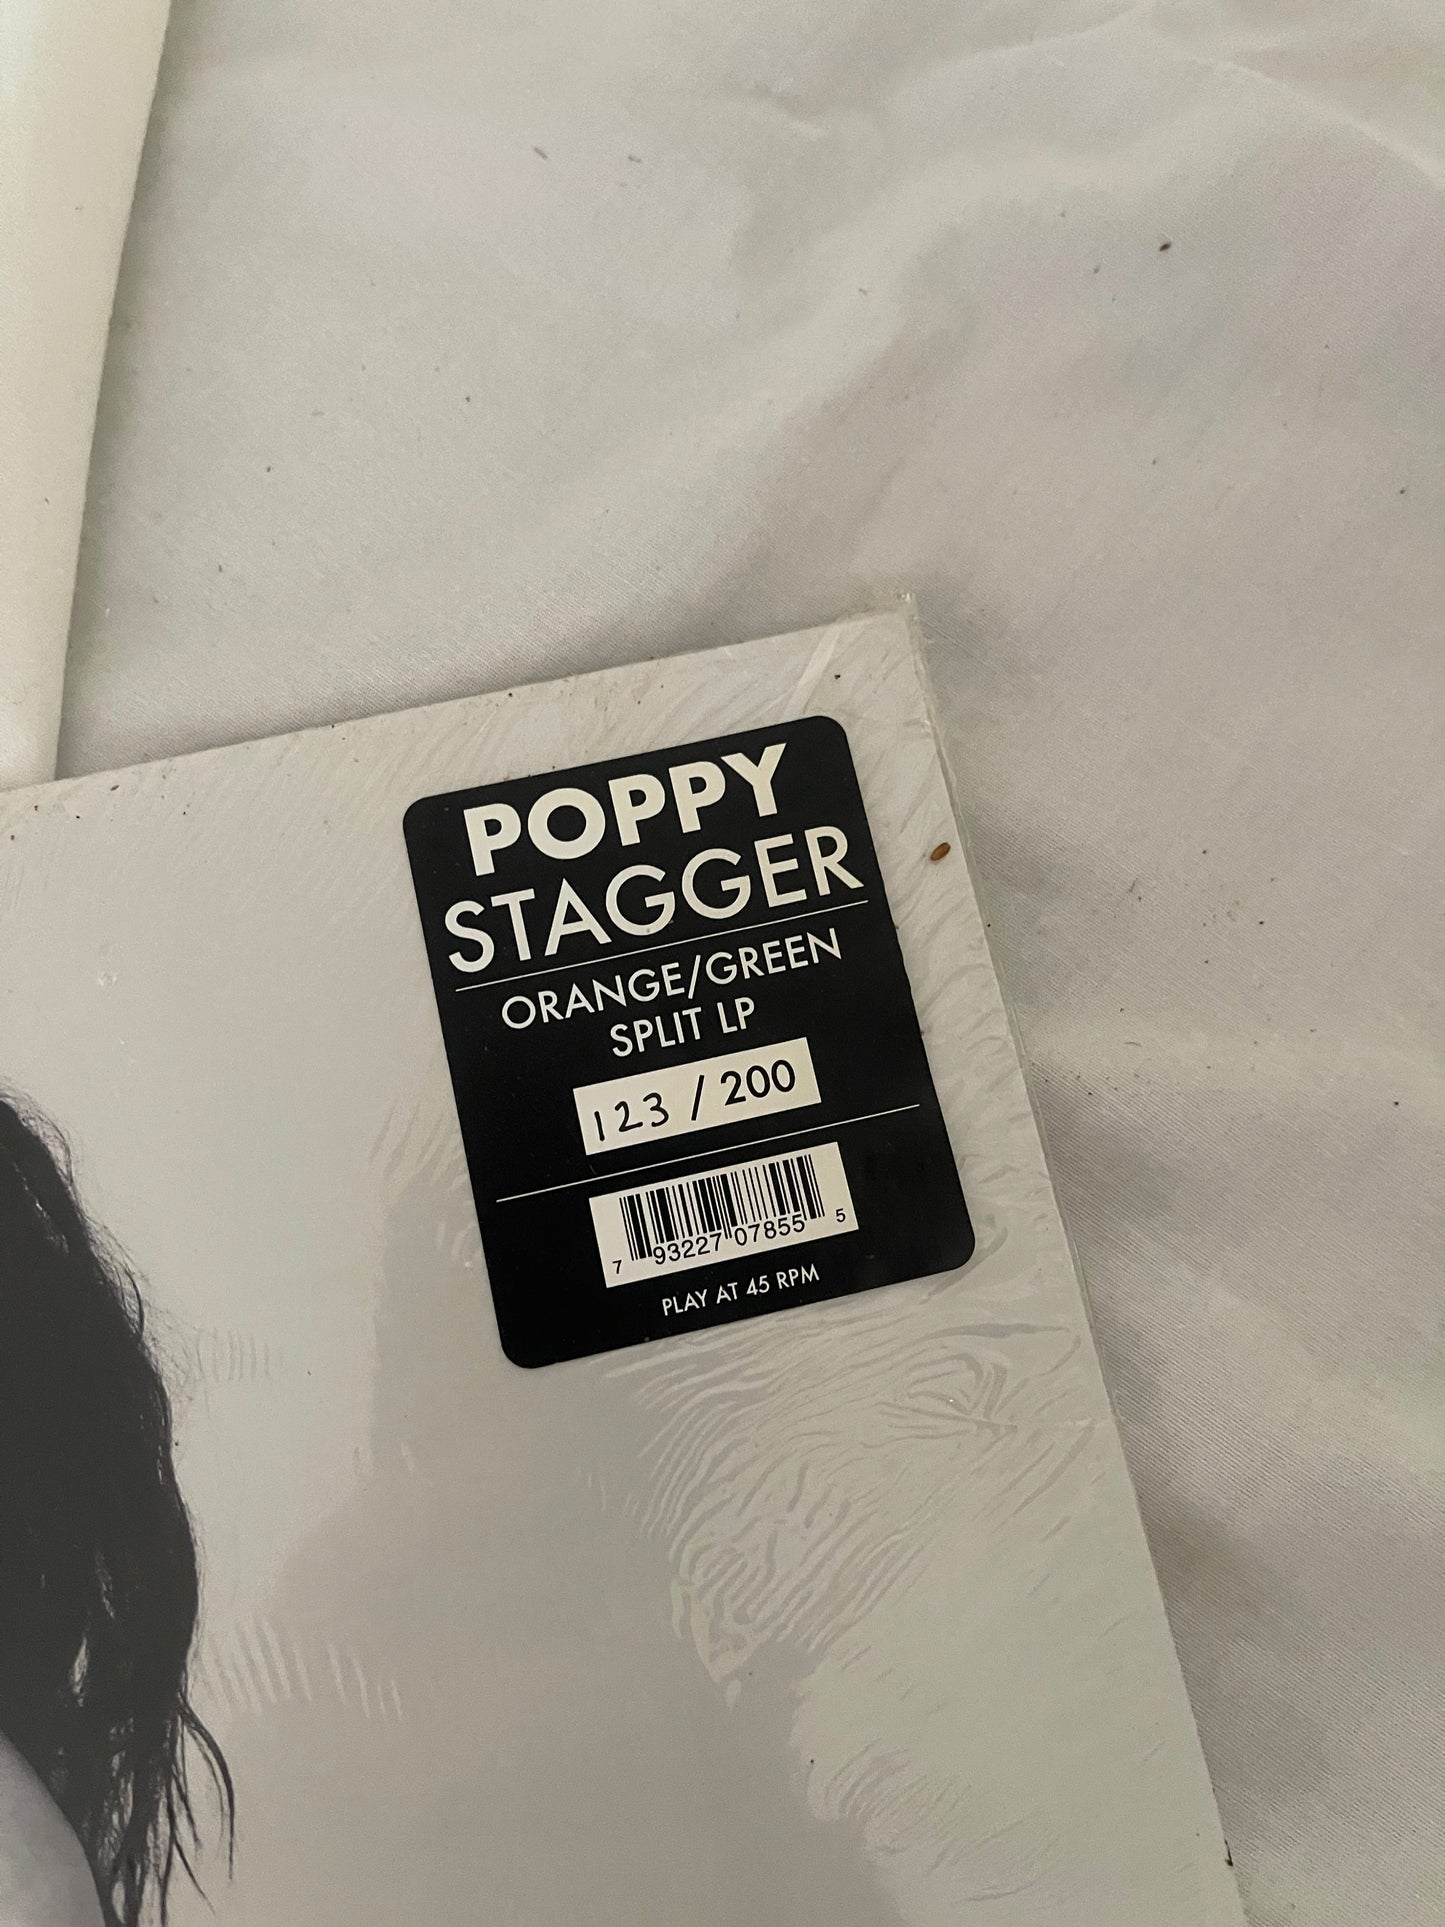 POPPY
STAGGER
ORANGE/GREEN
SPLIT LP
123 / 200
7 93227 07855 5
PLAY AT 45 RPM